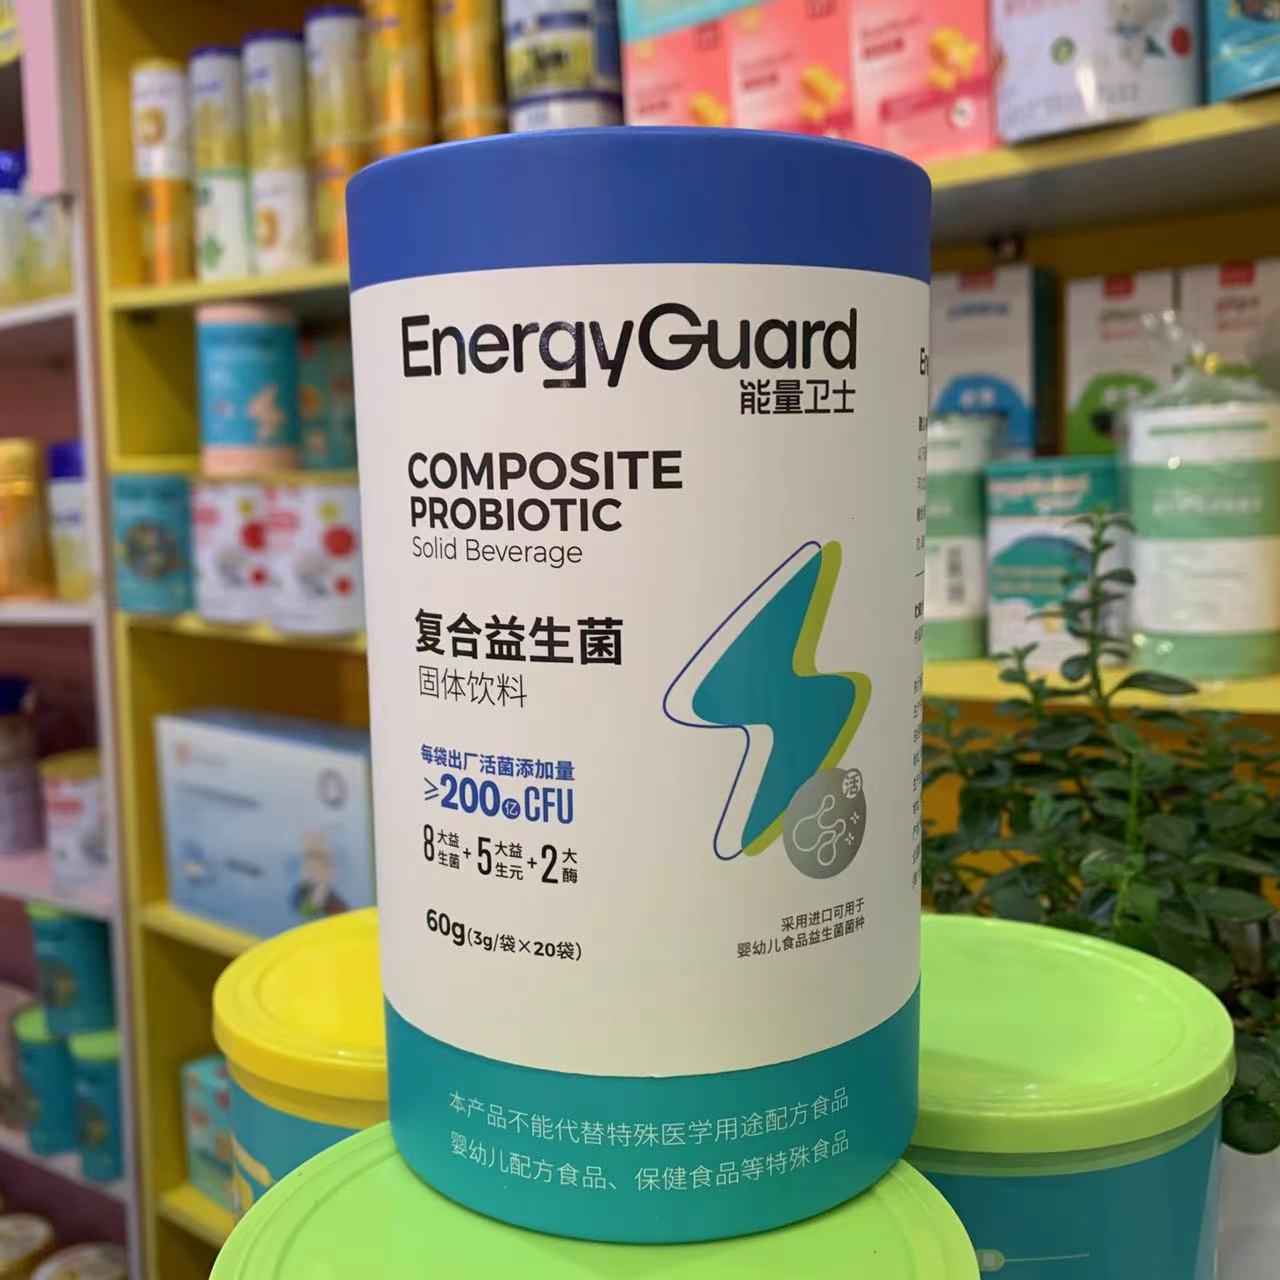 EnergyGuard
能量卫士
COMPOSITE
PROBIOTIC
Solid Beverage
复合益生菌
固体饮料
每袋出厂活菌添加量
≥200亿CFU
8大益生菌+5大益生元+2大酶
60g(3g/袋×20袋)
活
采用进口可用于
婴幼儿食品益生菌菌种
本产品不能代替特殊医学用途配方食品
婴幼儿配方食品、保健食品等特殊食品